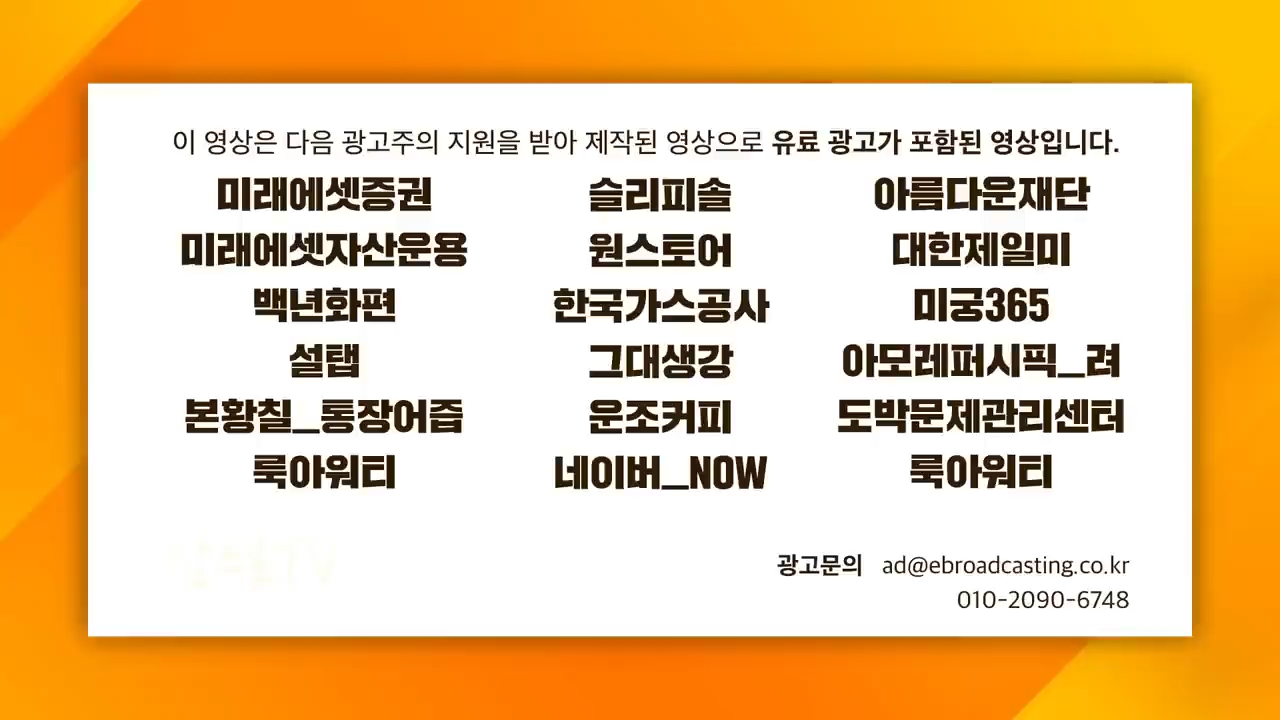 이 영상은 다음 광고주의 지원을 받아 제작된 영상으로 유료 광고가 포함된 영상입니다.
미래에셋증권 슬리피솔 아름다운재단
미래에셋자산운용 원스토어 대한제일미
백년화편 한국가스공사 미궁365
설탭 그대생강 아모레퍼시픽_려
본황칠_통장어즙 운조커피 도박문제관리센터
룩아워티 네이버_NOW 룩아워티
광고문의 ad@ebroadcasting.co.kr
010-2090-6748